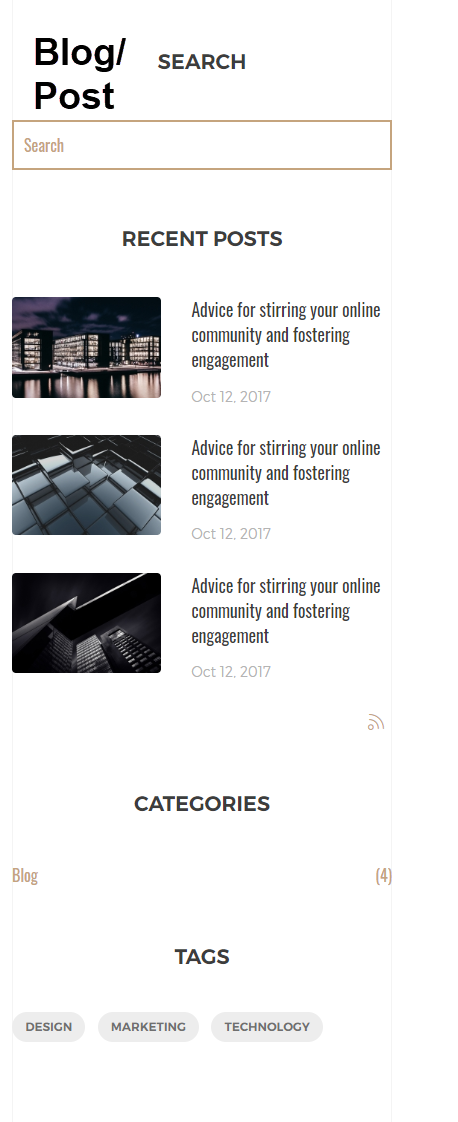 Blog/
Post
SEARCH
Search
RECENT POSTS
Advice for stirring your online
community and fostering
engagement
Oct 12, 2017
Advice for stirring your online
community and fostering
engagement
Oct 12, 2017
Advice for stirring your online
community and fostering
engagement
Oct 12, 2017
CATEGORIES
Blog (4)
TAGS
DESIGN MARKETING TECHNOLOGY